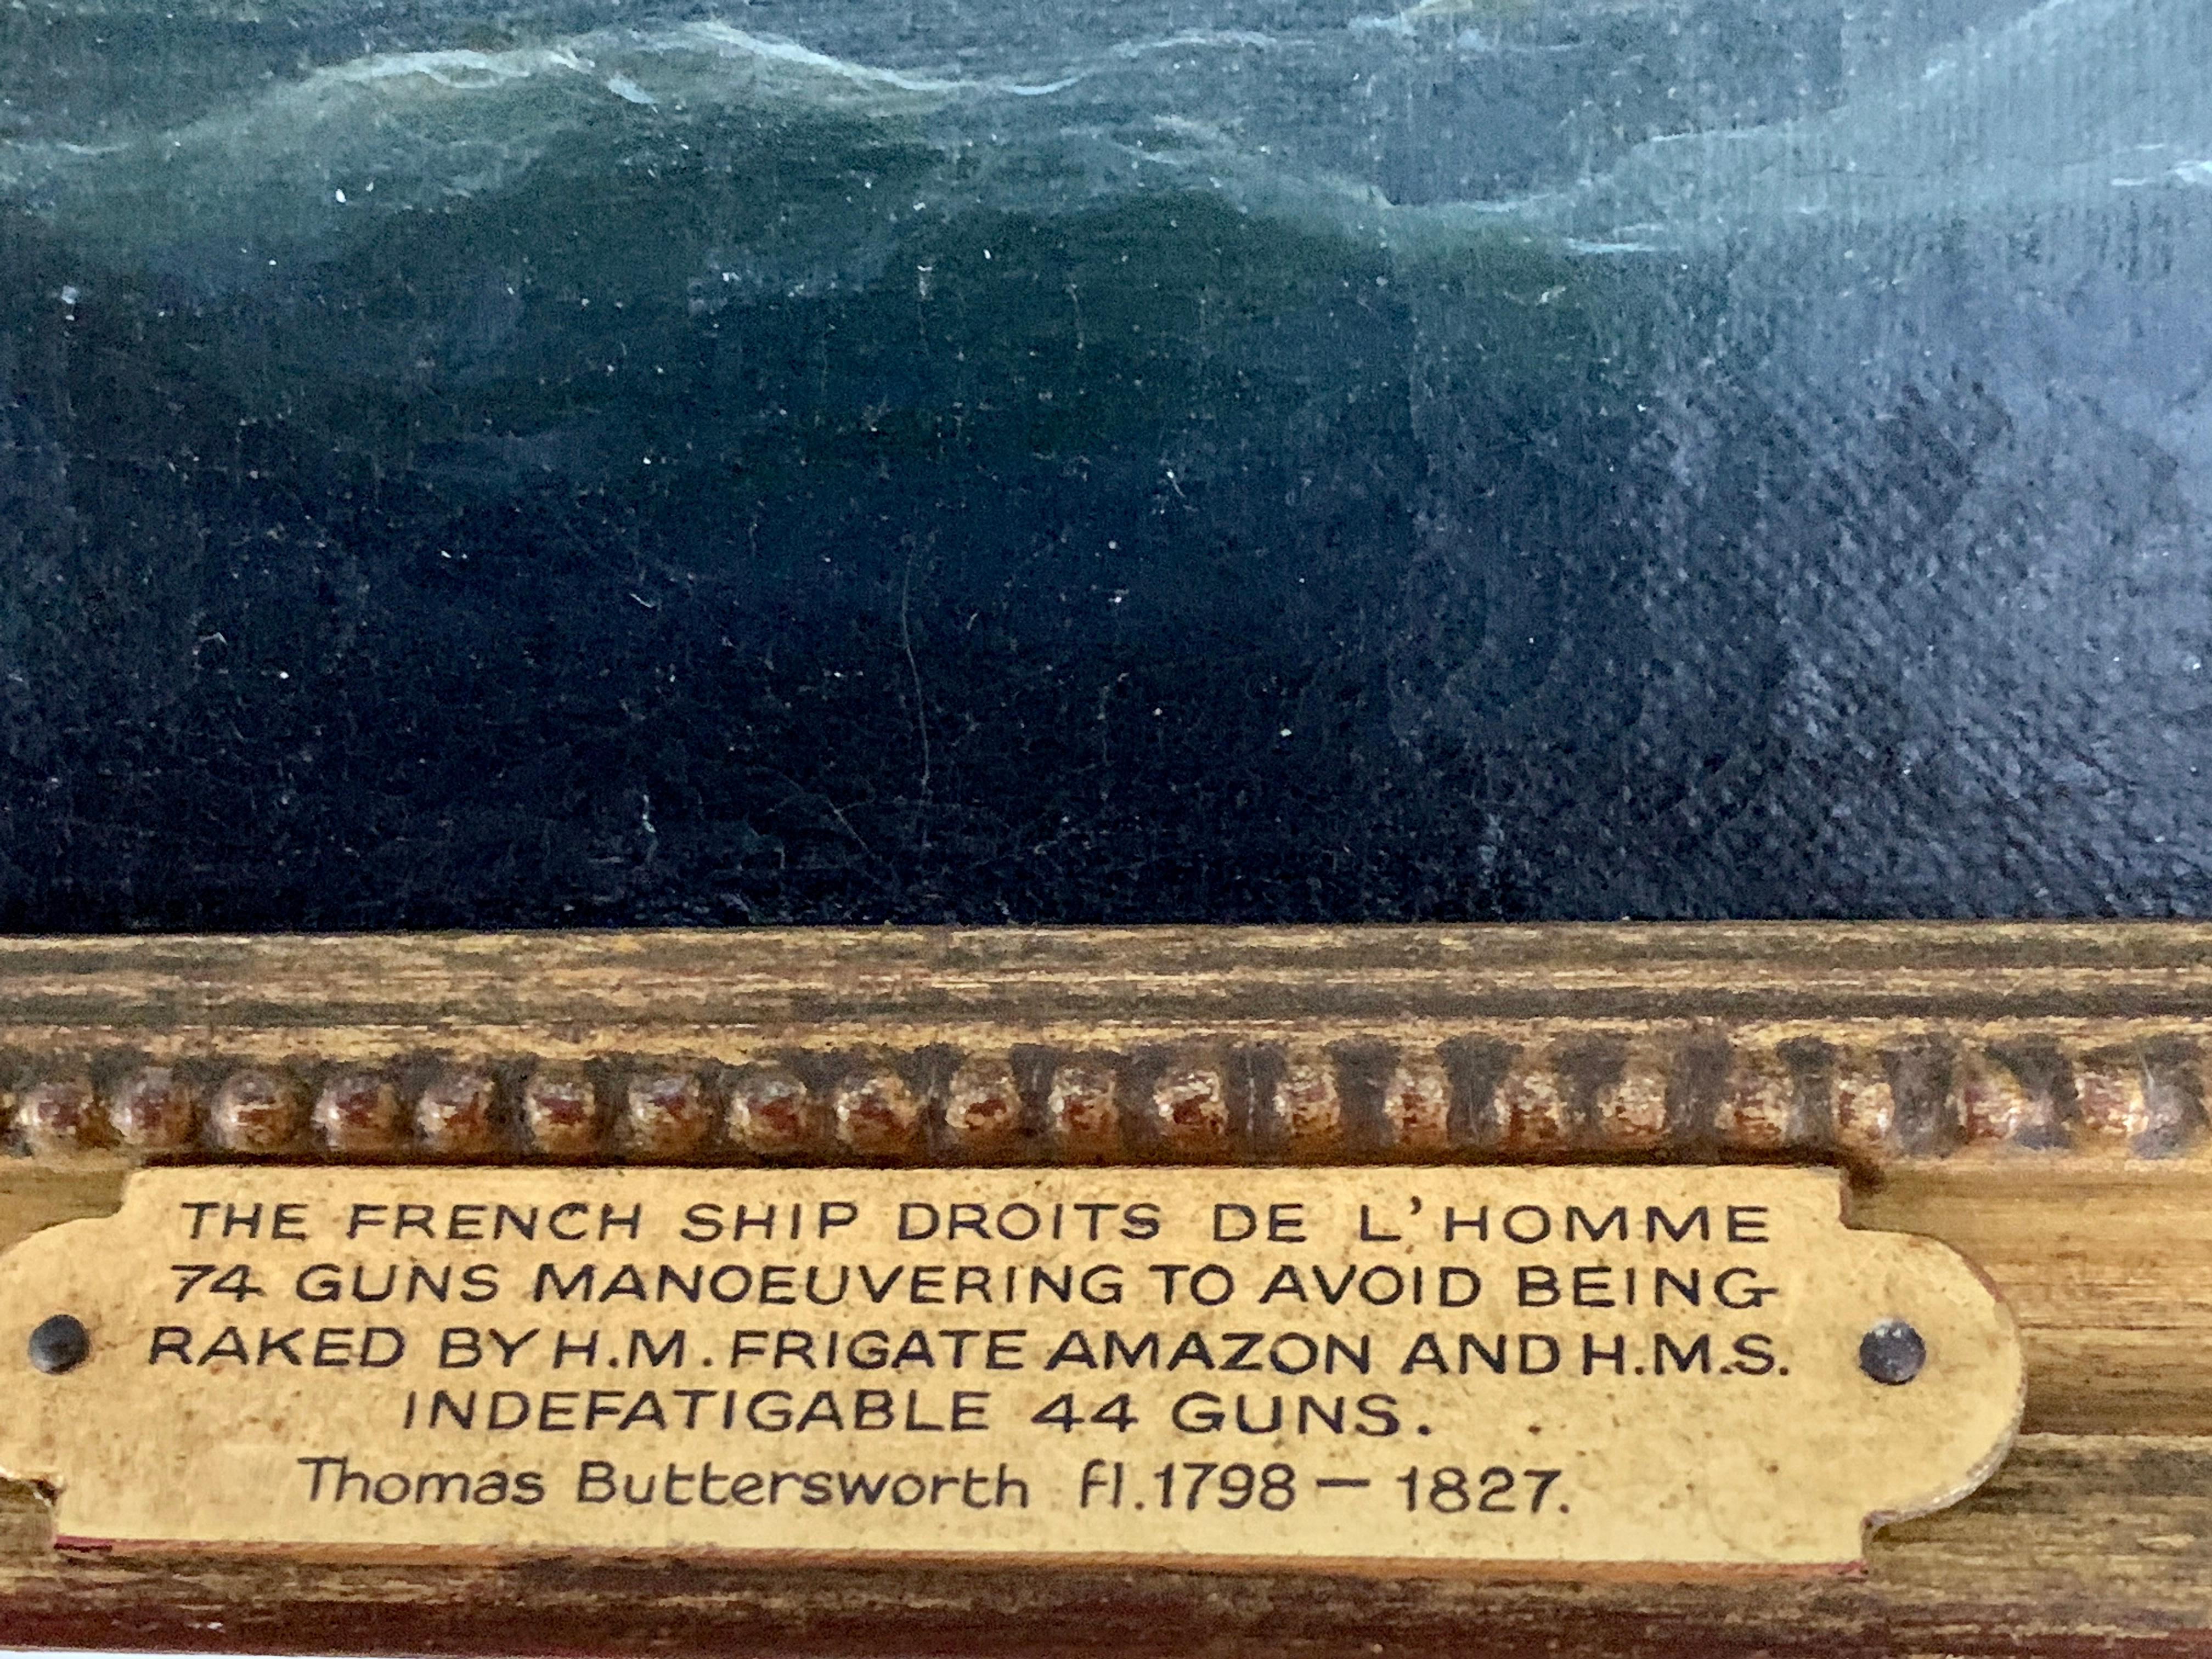 THE FRENCH SHIP DROITS DE L'HOMME
74 GUNS MANOEUVERING TO AVOID BEING
RAKED BY H.M. FRIGATE AMAZON AND H.M.S.
INDEFATIGABLE 44 GUNS.
Thomas Buttersworth fl.1798 – 1827.